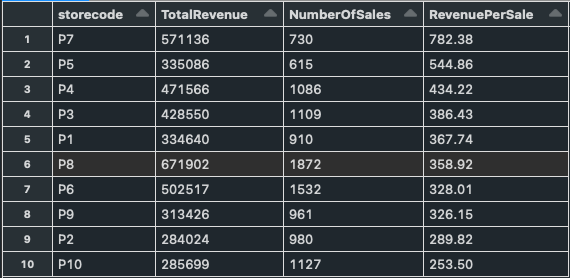 storecode TotalRevenue NumberOfSales RevenuePerSale
1 P7 571136 730 782.38
2 P5 335086 615 544.86
3 P4 471566 1086 434.22
4 P3 428550 1109 386.43
5 P1 334640 910 367.74
6 P8 671902 1872 358.92
7 P6 502517 1532 328.01
8 P9 313426 961 326.15
9 P2 284024 980 289.82
10 P10 285699 1127 253.50